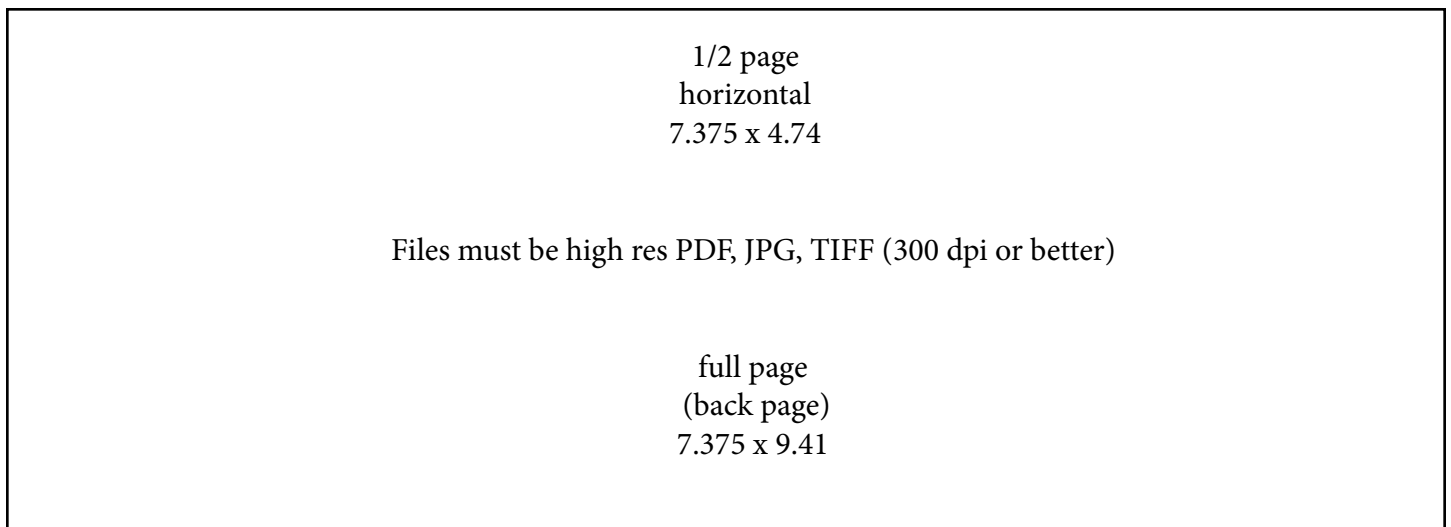 1/2 page
horizontal
7.375 x 4.74
Files must be high res PDF, JPG, TIFF (300 dpi or better)
full page
(back page)
7.375 x 9.41